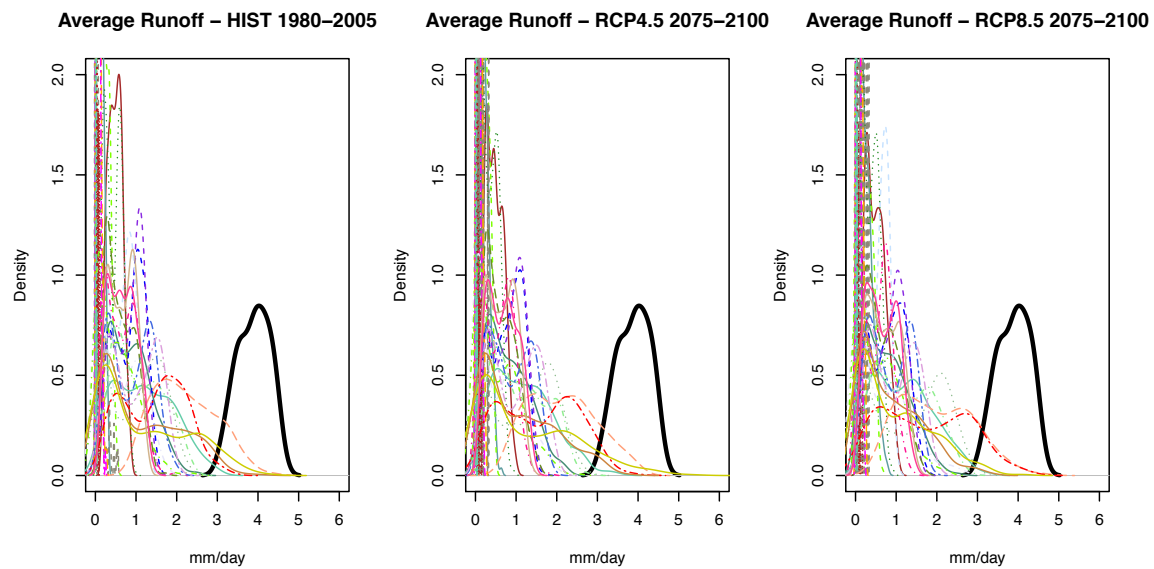 Average Runoff – HIST 1980–2005
Average Runoff – RCP4.5 2075–2100
Average Runoff – RCP8.5 2075–2100
Density
2.0
1.5
1.0
0.5
0.0
0 1 2 3 4 5 6
mm/day
Density
2.0
1.5
1.0
0.5
0.0
0 1 2 3 4 5 6
mm/day
Density
2.0
1.5
1.0
0.5
0.0
0 1 2 3 4 5 6
mm/day